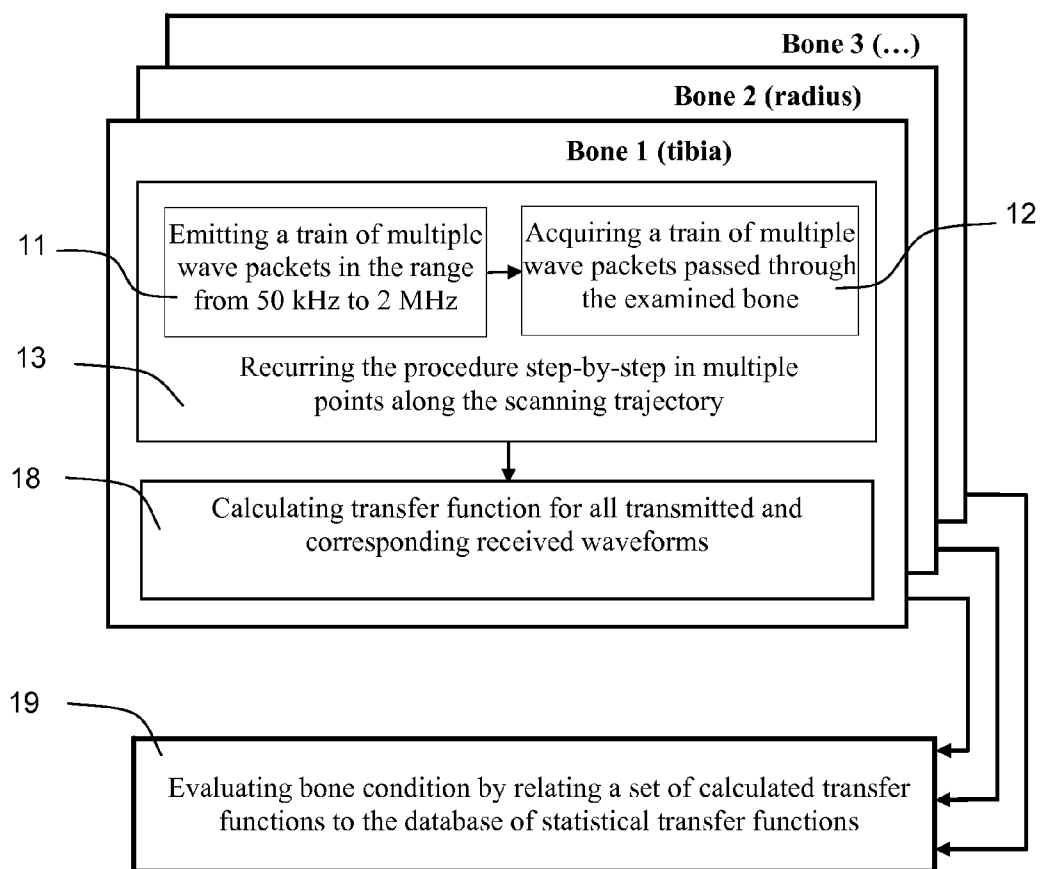 Bone 3 (...)
Bone 2 (radius)
Bone 1 (tibia)
11
Emitting a train of multiple
wave packets in the range
from 50 kHz to 2 MHz
Acquiring a train of multiple
wave packets passed through
the examined bone
12
13
Recurring the procedure step-by-step in multiple
points along the scanning trajectory
18
Calculating transfer function for all transmitted and
corresponding received waveforms
19
Evaluating bone condition by relating a set of calculated transfer
functions to the database of statistical transfer functions